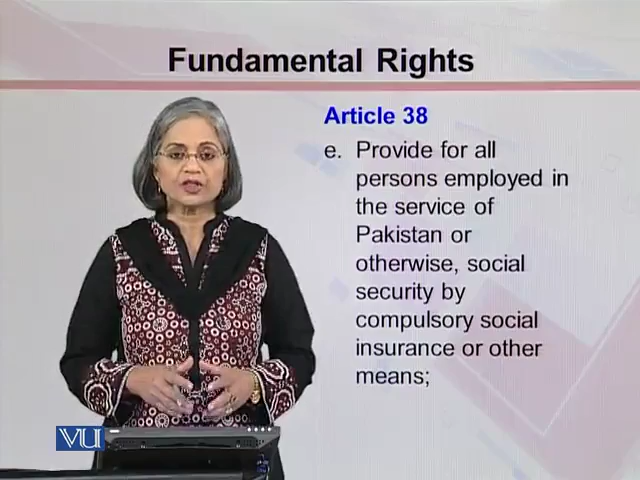 Fundamental Rights
Article 38
e. Provide for all
persons employed in
the service of
Pakistan or
otherwise, social
security by
compulsory social
insurance or other
means;
VU